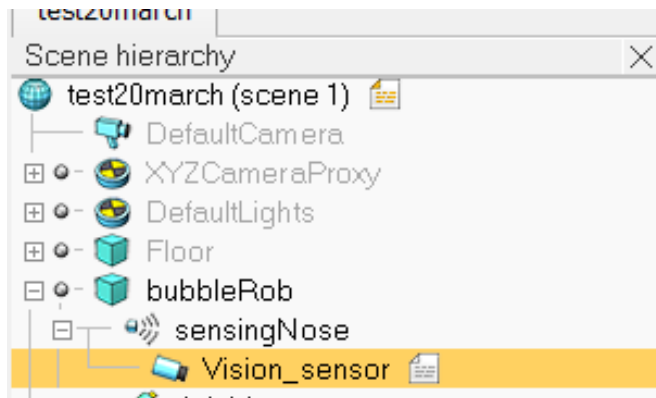 test20march
Scene hierarchy
test20march (scene 1)
DefaultCamera
XYZCameraProxy
DefaultLights
Floor
bubbleRob
sensingNose
Vision_sensor